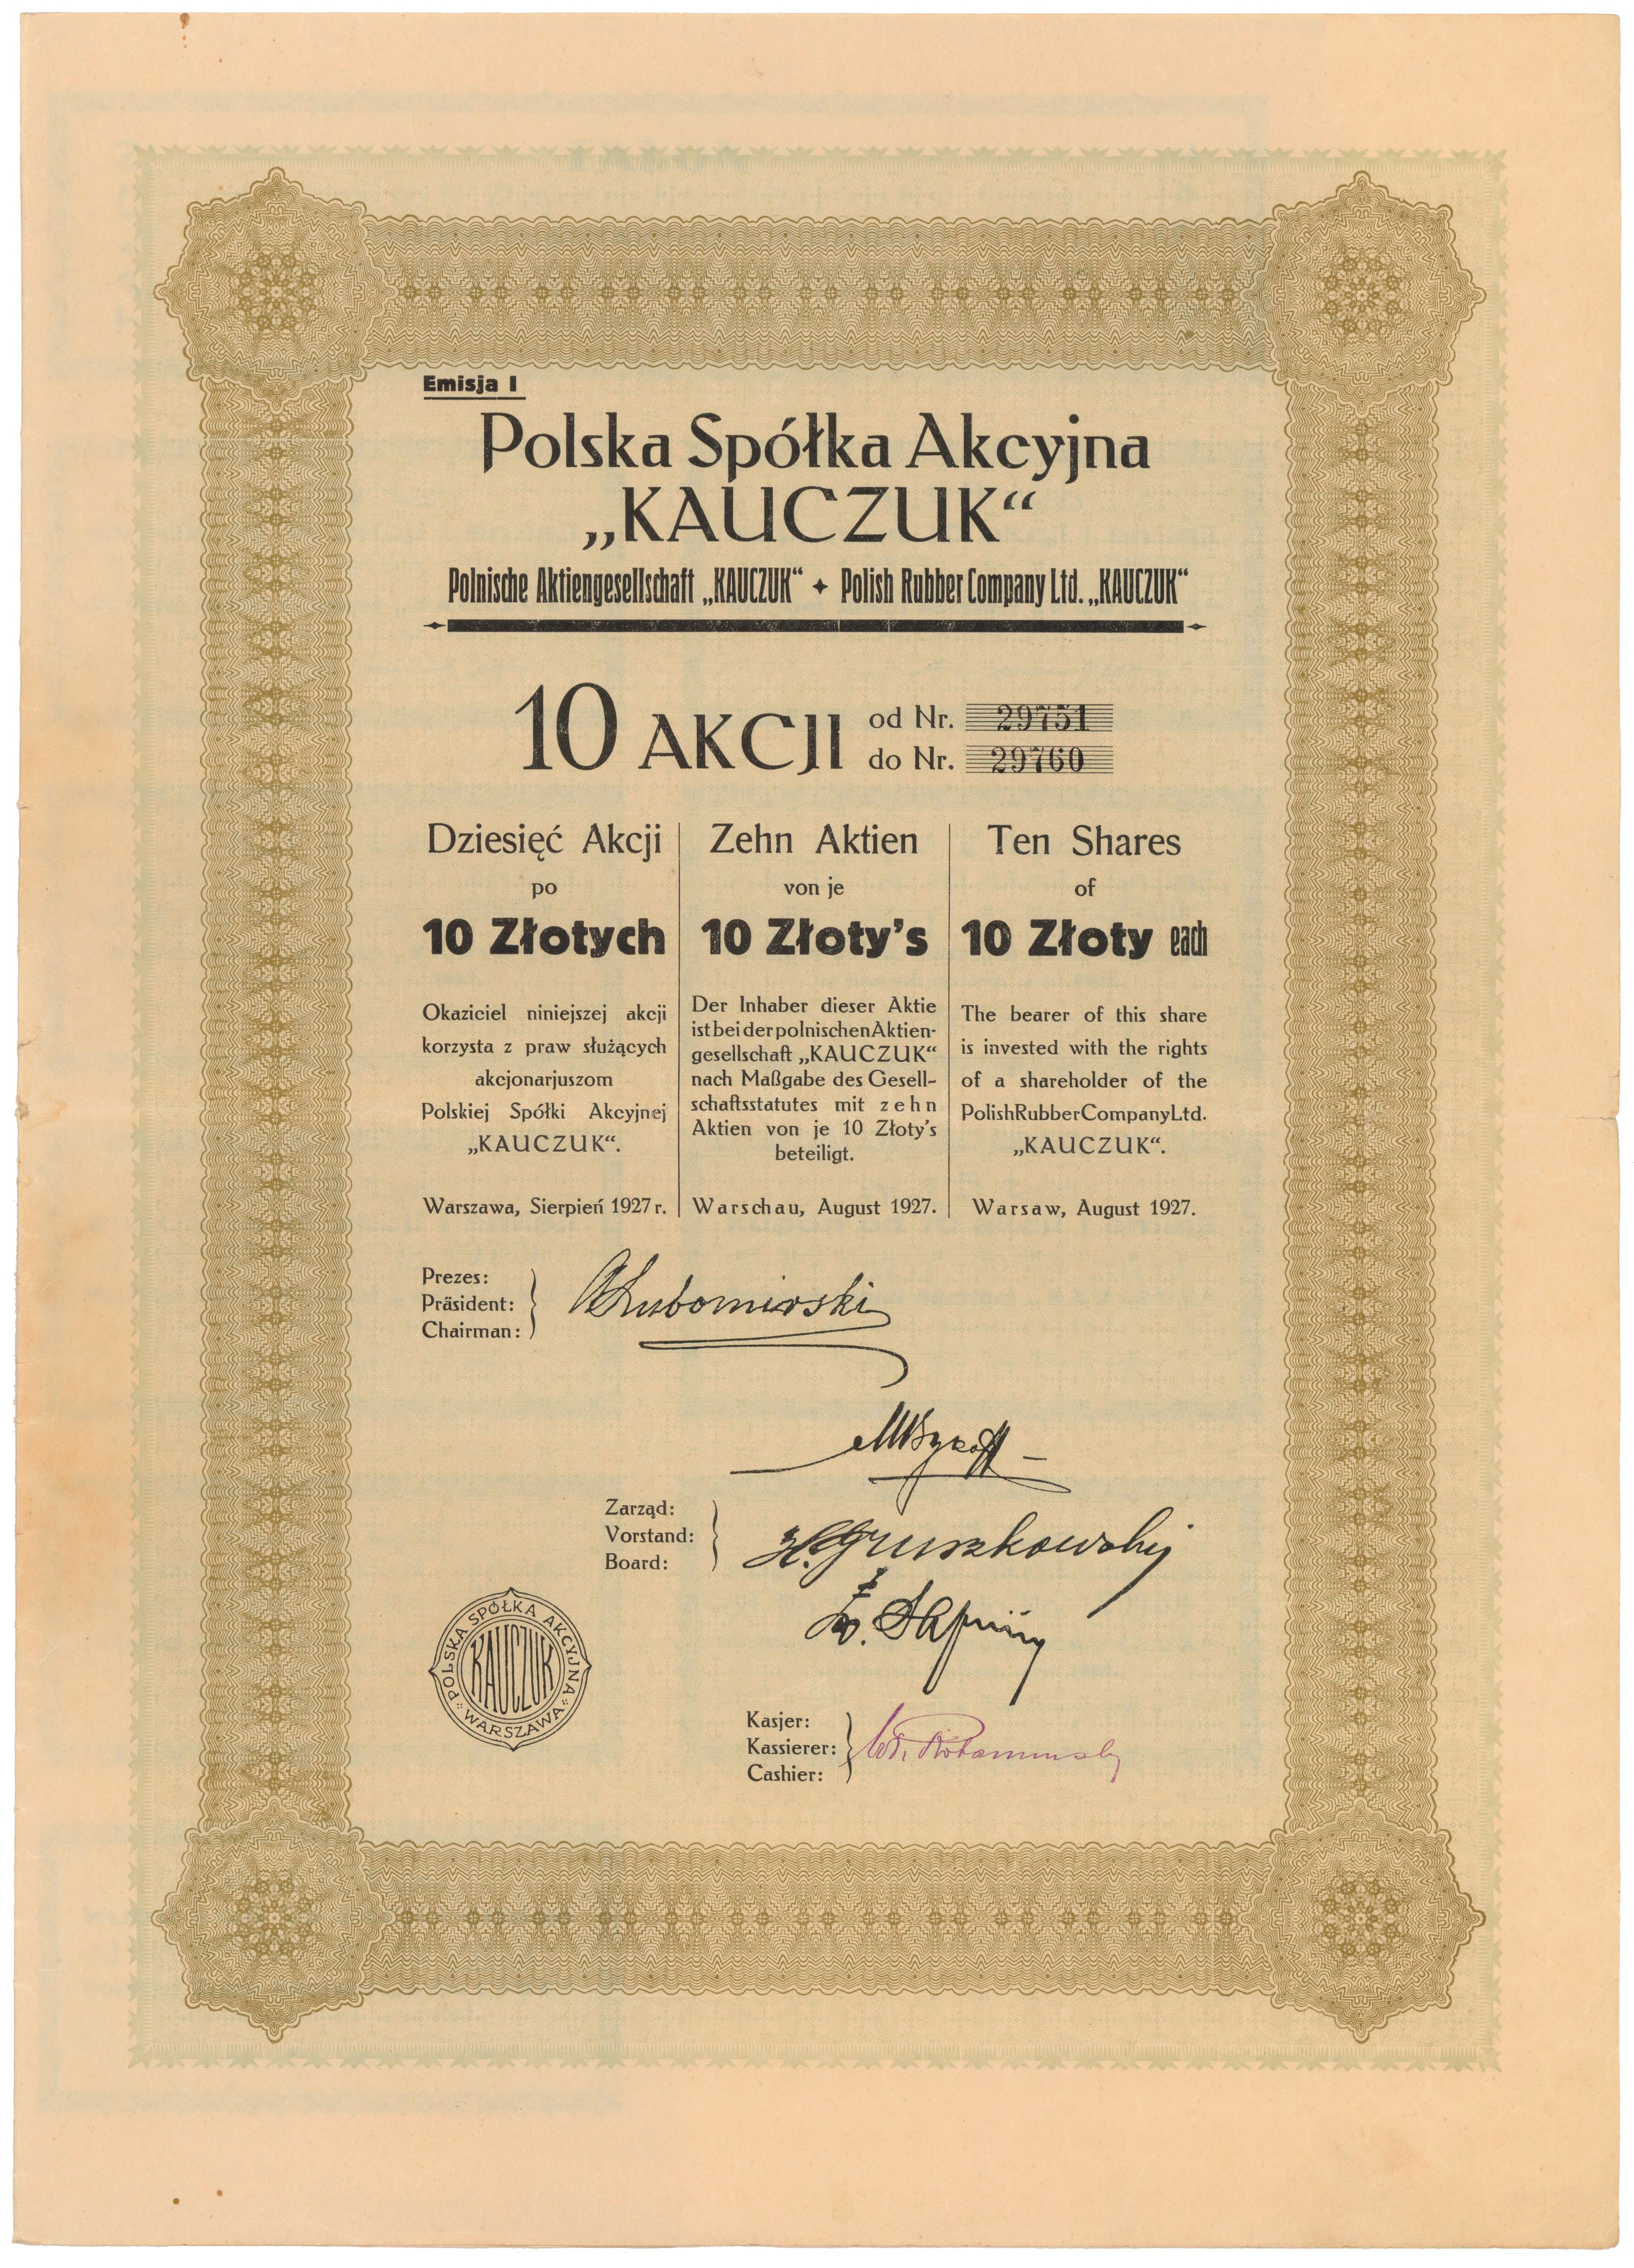 Emisja I
Polska Spółka Akcyjna
„KAUCZUK“
Polnische Aktiengesellschaft „KAUCZUK“ ✦ Polish Rubber Company Ltd. „KAUCZUK“
10 AKCJI
od Nr. 29751
do Nr. 29760
Dziesięć Akcji
po
10 Złotych
Okaziciel niniejszej akcji
korzysta z praw służących
akcjonarjuszom
Polskiej Spółki Akcyjnej
„KAUCZUK“.
Warszawa, Sierpień 1927 r.
Zehn Aktien
von je
10 Złoty's
Der Inhaber dieser Aktie
ist bei der polnischen Aktien-
gesellschaft „KAUCZUK“
nach Maßgabe des Gesell-
schaftsstatutes mit zehn
Aktien von je 10 Złoty's
beteiligt.
Warschau, August 1927.
Ten Shares
of
10 Złoty each
The bearer of this share
is invested with the rights
of a shareholder of the
Polish Rubber Company Ltd.
„KAUCZUK“.
Warsaw, August 1927.
Prezes:
Präsident:
Chairman:
Lubomirski
Zarząd:
Vorstand:
Board:
H. Gruszkowski
POLSKA SPÓŁKA AKCYJNA
KAUCZUK
WARSZAWA
Kasjer:
Kassierer:
Cashier: